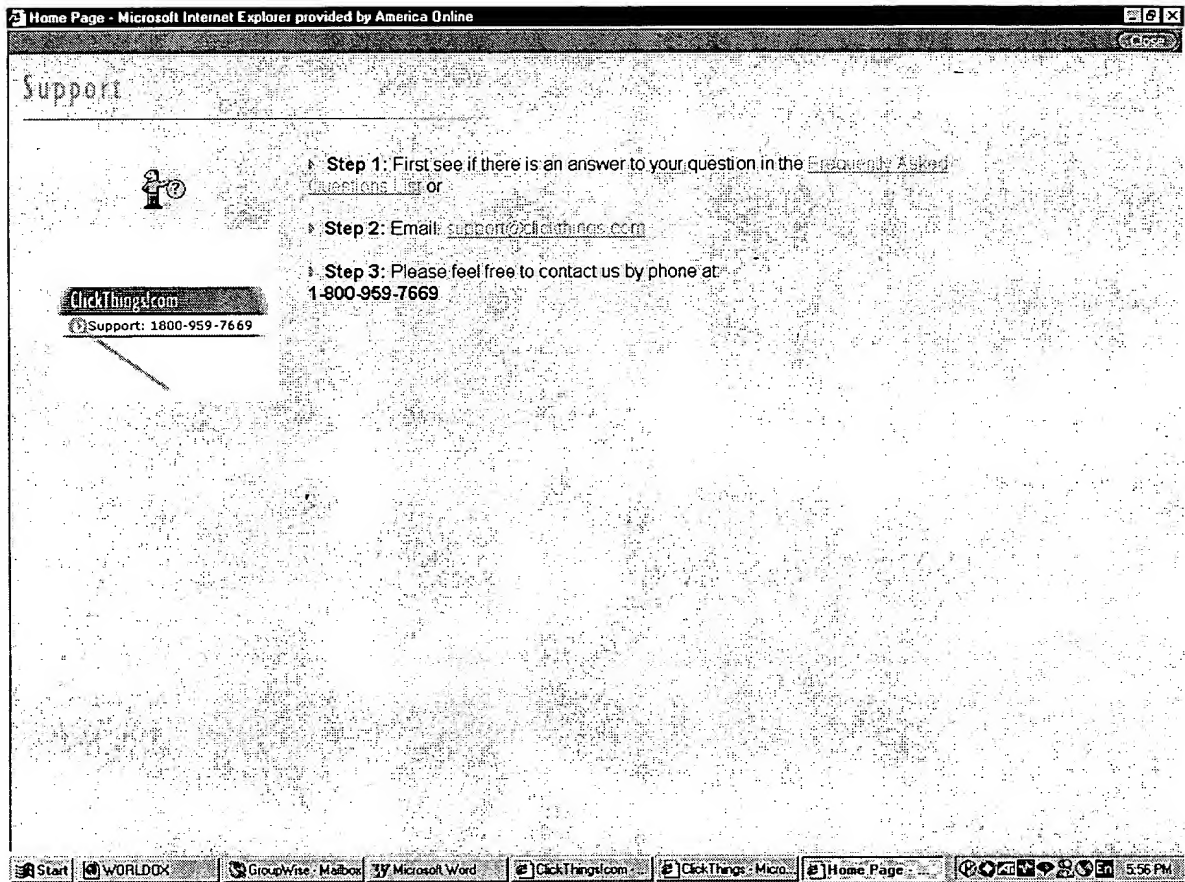 Home Page - Microsoft Internet Explorer provided by America Online
Close
Support
Step 1: First see if there is an answer to your question in the Frequently Asked
Questions List or
Step 2: Email: support@clickthings.com
Step 3: Please feel free to contact us by phone at:
1-800-959-7669
ClickThings!com
Support: 1800-959-7669
Start
WORLDOX
GroupWise - Mailbox
Microsoft Word
ClickThings!com - ...
ClickThings - Micro...
Home Page - ...
En
5:56 PM